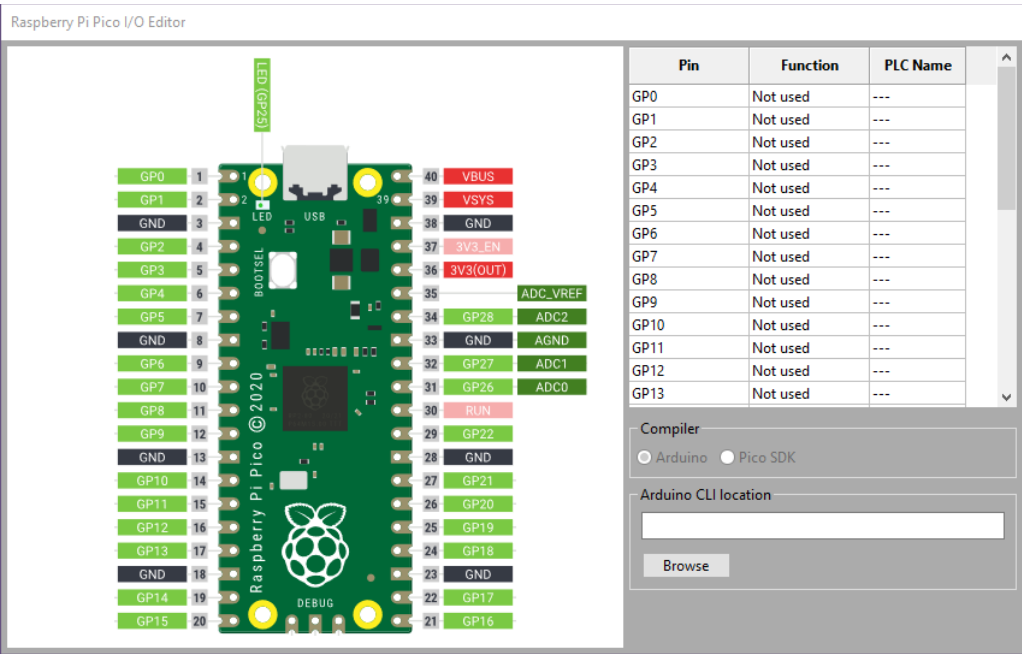 Raspberry Pi Pico I/O Editor
LED (GP25)
GP0 1 1 40 VBUS
GP1 2 2 39 39 VSYS
GND 3 LED USB 38 GND
GP2 4 37 3V3_EN
GP3 5 BOOTSEL 36 3V3(OUT)
GP4 6 35 ADC_VREF
GP5 7 34 GP28 ADC2
GND 8 33 GND AGND
GP6 9 32 GP27 ADC1
GP7 10 31 GP26 ADC0
GP8 11 30 RUN
GP9 12 29 GP22
GND 13 28 GND
GP10 14 27 GP21
GP11 15 26 GP20
GP12 16 25 GP19
GP13 17 24 GP18
GND 18 23 GND
GP14 19 22 GP17
GP15 20 21 GP16
Raspberry Pi Pico ©2020
DEBUG
Pin Function PLC Name
GP0 Not used ---
GP1 Not used ---
GP2 Not used ---
GP3 Not used ---
GP4 Not used ---
GP5 Not used ---
GP6 Not used ---
GP7 Not used ---
GP8 Not used ---
GP9 Not used ---
GP10 Not used ---
GP11 Not used ---
GP12 Not used ---
GP13 Not used ---
Compiler
Arduino Pico SDK
Arduino CLI location
Browse